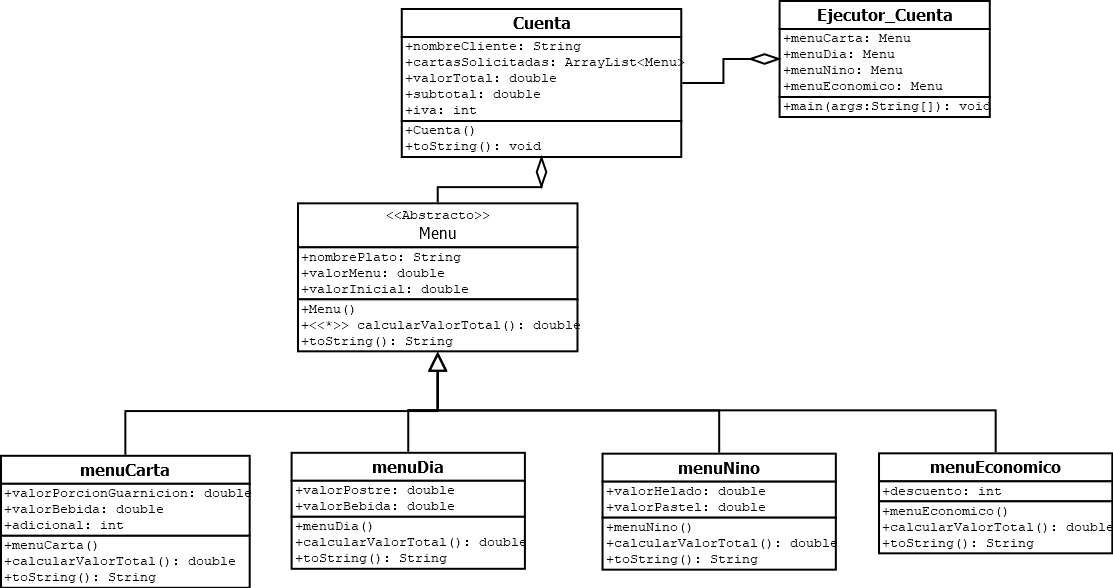 Cuenta
+nombreCliente: String
+cartasSolicitadas: ArrayList<Menu>
+valorTotal: double
+subtotal: double
+iva: int
+Cuenta()
+toString(): void
Ejecutor_Cuenta
+menuCarta: Menu
+menuDia: Menu
+menuNino: Menu
+menuEconomico: Menu
+main(args:String[]): void
<<Abstracto>>
Menu
+nombrePlato: String
+valorMenu: double
+valorInicial: double
+Menu()
+<<*>> calcularValorTotal(): double
+toString(): String
menuCarta
+valorPorcionGuarnicion: double
+valorBebida: double
+adicional: int
+menuCarta()
+calcularValorTotal(): double
+toString(): String
menuDia
+valorPostre: double
+valorBebida: double
+menuDia()
+calcularValorTotal(): double
+toString(): String
menuNino
+valorHelado: double
+valorPastel: double
+menuNino()
+calcularValorTotal(): double
+toString(): String
menuEconomico
+descuento: int
+menuEconomico()
+calcularValorTotal(): double
+toString(): String